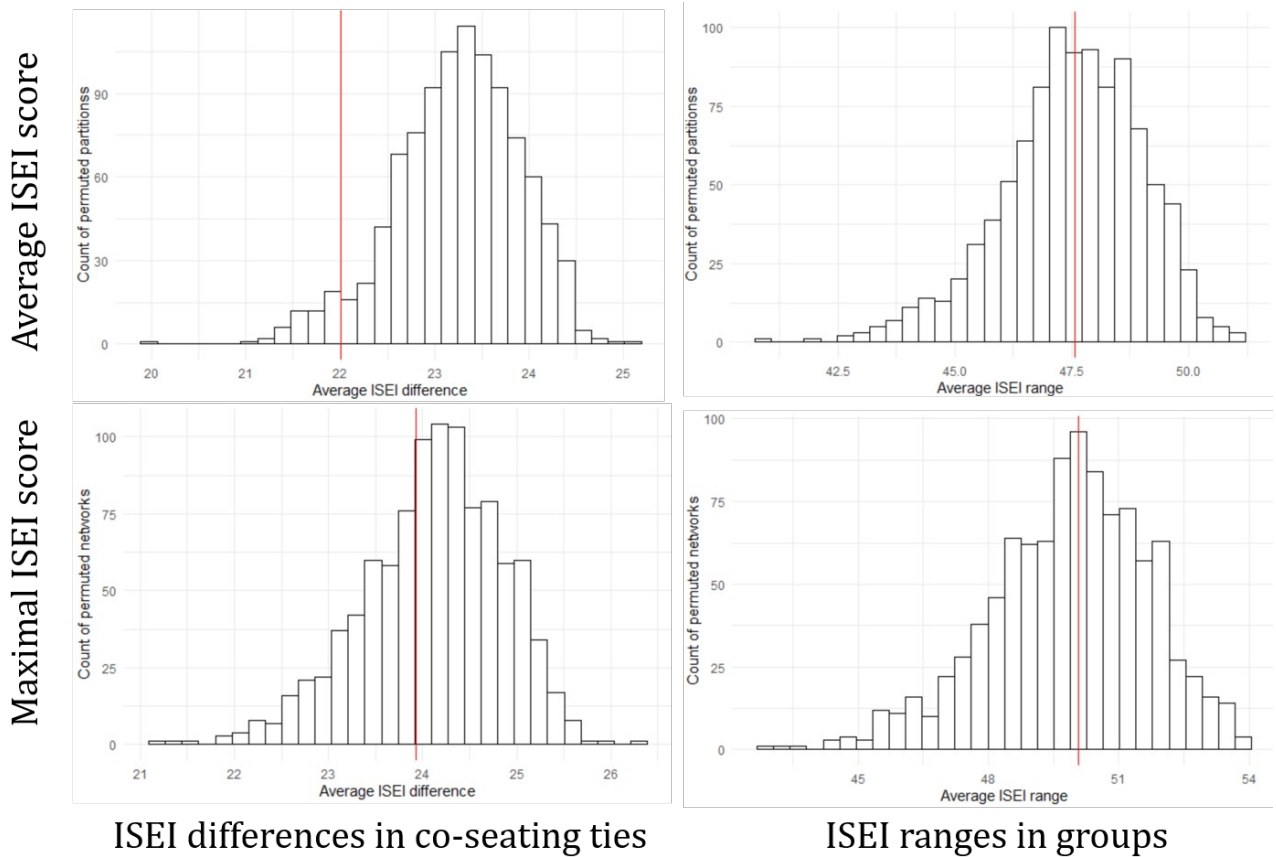 Average ISEI score
Count of permuted partitionss
90
60
30
0
20 21 22 23 24 25
Average ISEI difference
Count of permuted partitionss
100
75
50
25
0
42.5 45.0 47.5 50.0
Average ISEI range
Maximal ISEI score
Count of permuted networks
100
75
50
25
0
21 22 23 24 25 26
Average ISEI difference
Count of permuted networks
100
75
50
25
0
45 48 51 54
Average ISEI range
ISEI differences in co-seating ties
ISEI ranges in groups